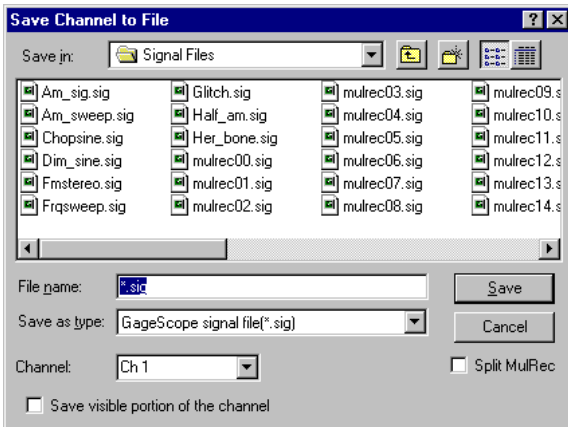 Save Channel to File
Save in: Signal Files
Am_sig.sig Glitch.sig mulrec03.sig mulrec09.s
Am_sweep.sig Half_am.sig mulrec04.sig mulrec10.s
Chopsine.sig Her_bone.sig mulrec05.sig mulrec11.s
Dim_sine.sig mulrec00.sig mulrec06.sig mulrec12.s
Fmstereo.sig mulrec01.sig mulrec07.sig mulrec13.s
Frqsweep.sig mulrec02.sig mulrec08.sig mulrec14.s
File name: *.sig Save
Save as type: GageScope signal file(*.sig) Cancel
Channel: Ch 1 Split MulRec
Save visible portion of the channel